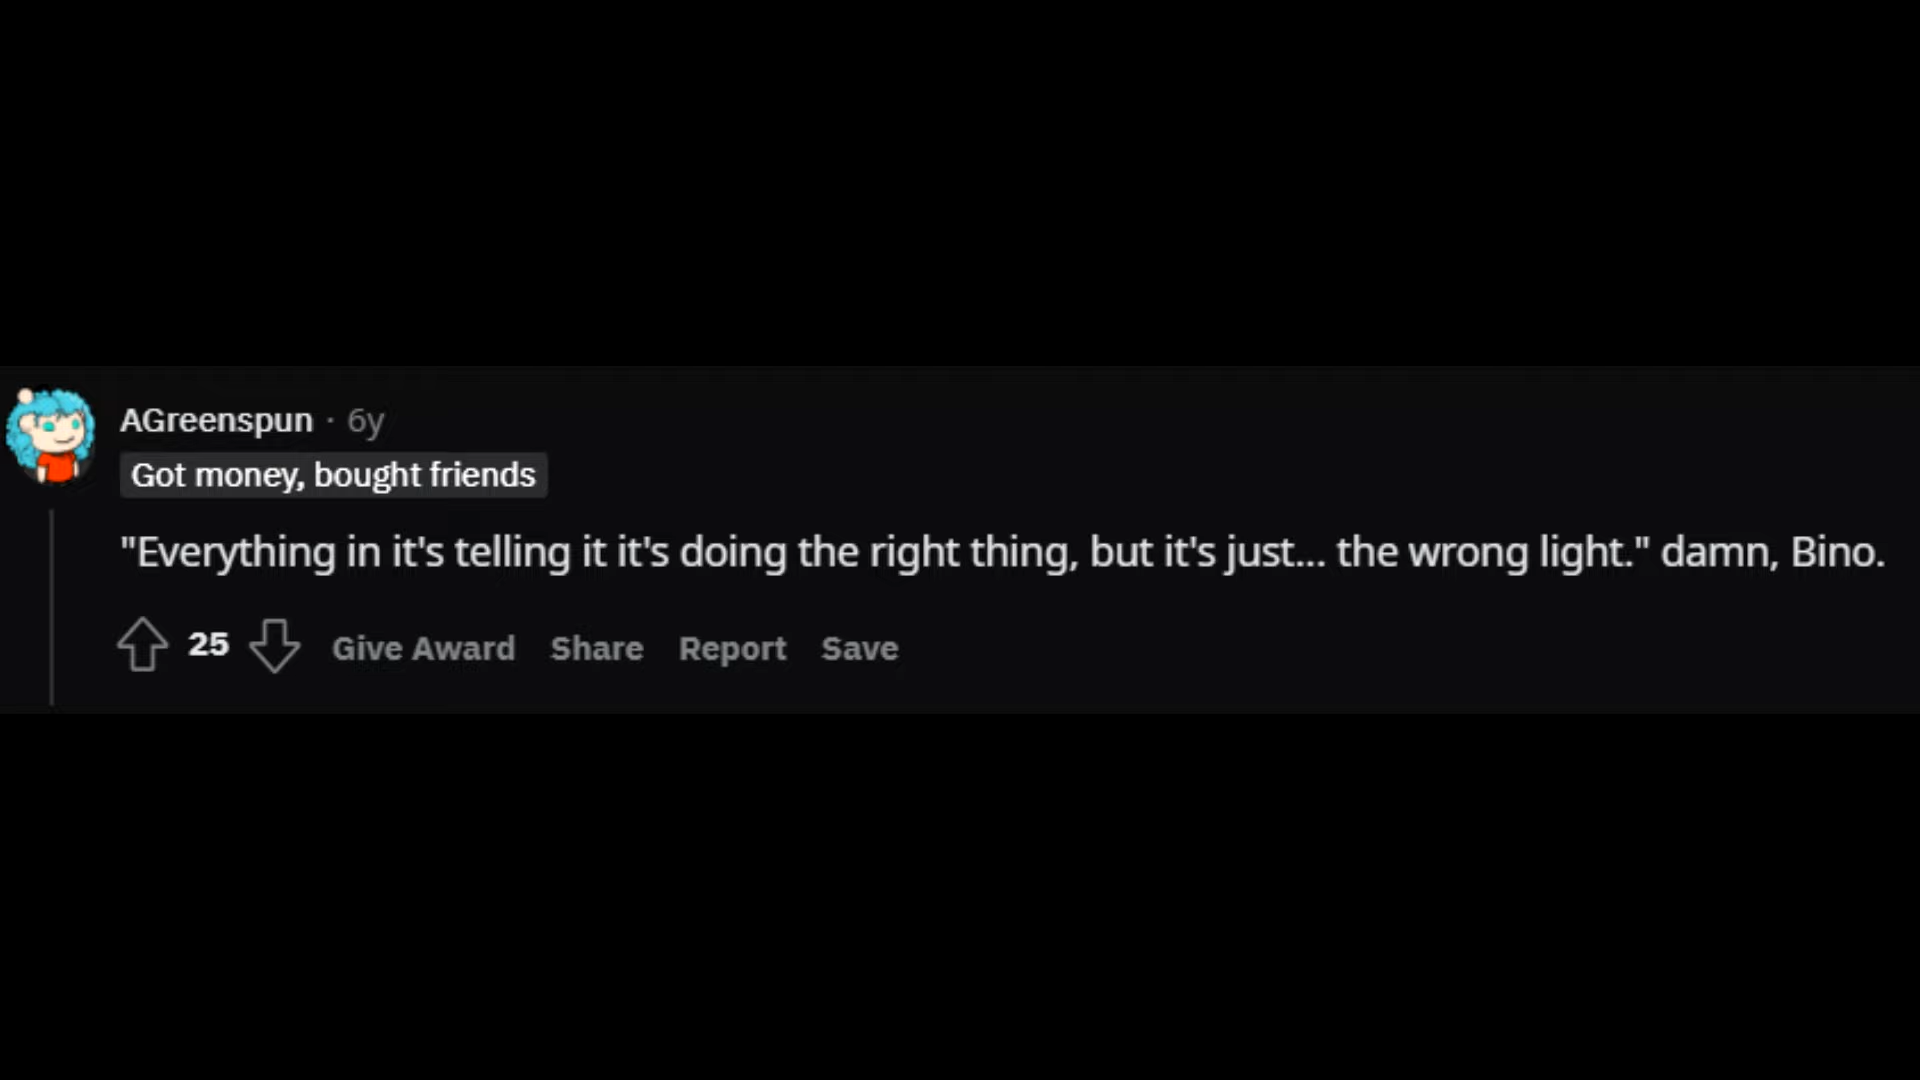 AGreenspun · 6y
Got money, bought friends
"Everything in it's telling it it's doing the right thing, but it's just... the wrong light." damn, Bino.
25 Give Award Share Report Save